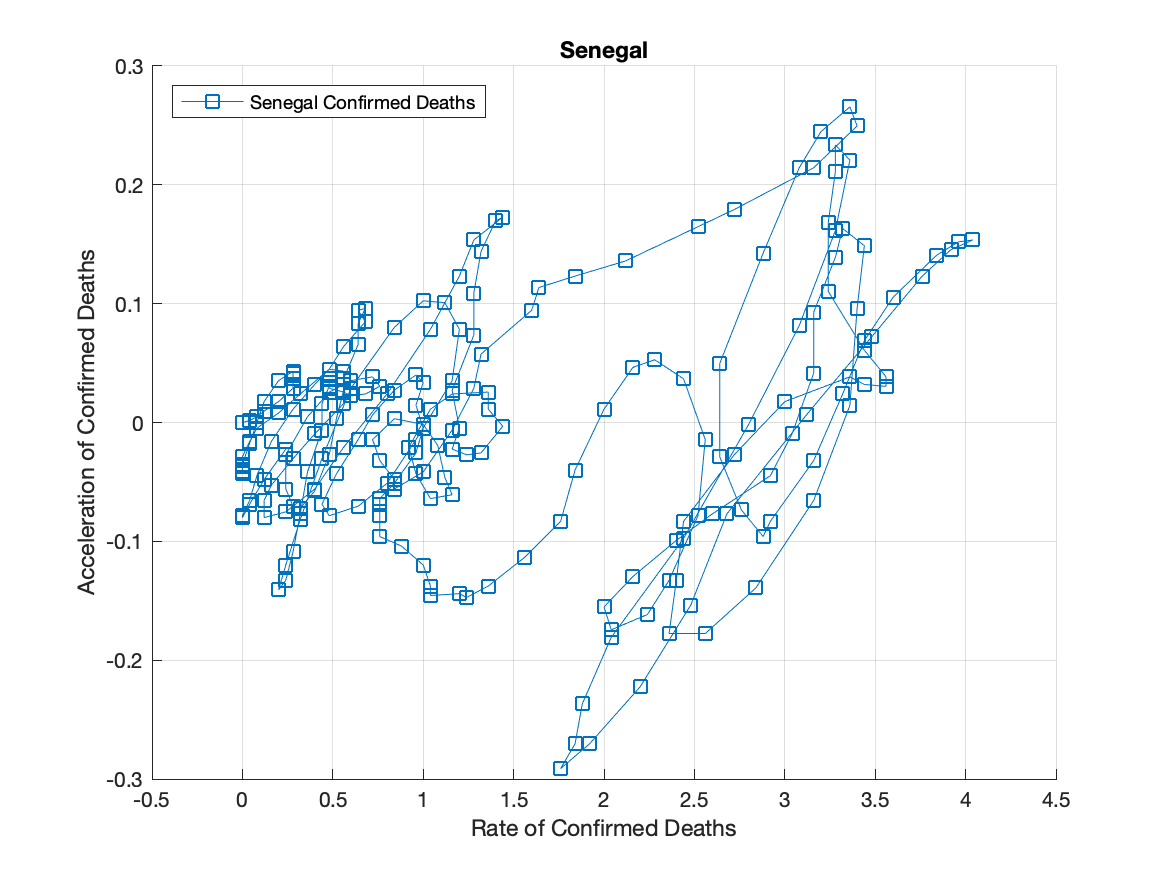 Senegal
Senegal Confirmed Deaths
Acceleration of Confirmed Deaths
0.3
0.2
0.1
0
-0.1
-0.2
-0.3
-0.5 0 0.5 1 1.5 2 2.5 3 3.5 4 4.5
Rate of Confirmed Deaths